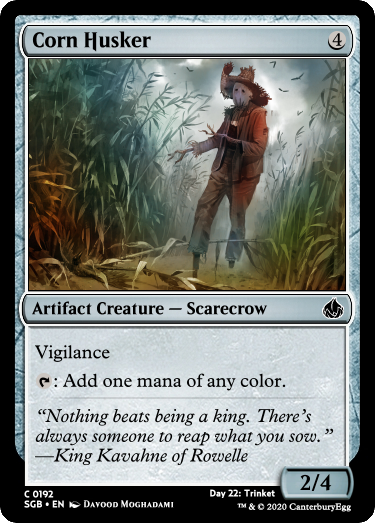 Corn Husker 4
Artifact Creature — Scarecrow
Vigilance
: Add one mana of any color.
“Nothing beats being a king. There’s
always someone to reap what you sow.”
—King Kavahne of Rowelle
2/4
C 0192 Day 22: Trinket
SGB • EN Davood Moghadami ™ & © 2020 CanterburyEgg